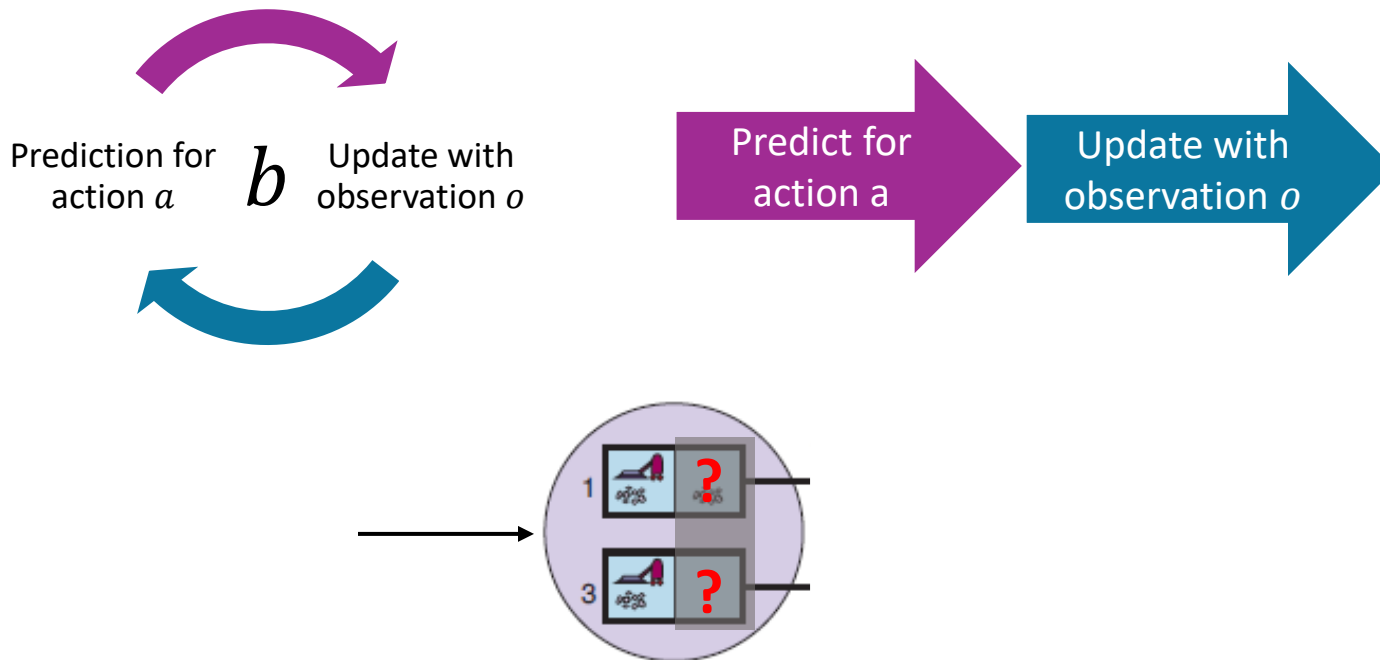 Prediction for
action a
b
Update with
observation o
Predict for
action a
Update with
observation o
1
?
3
?